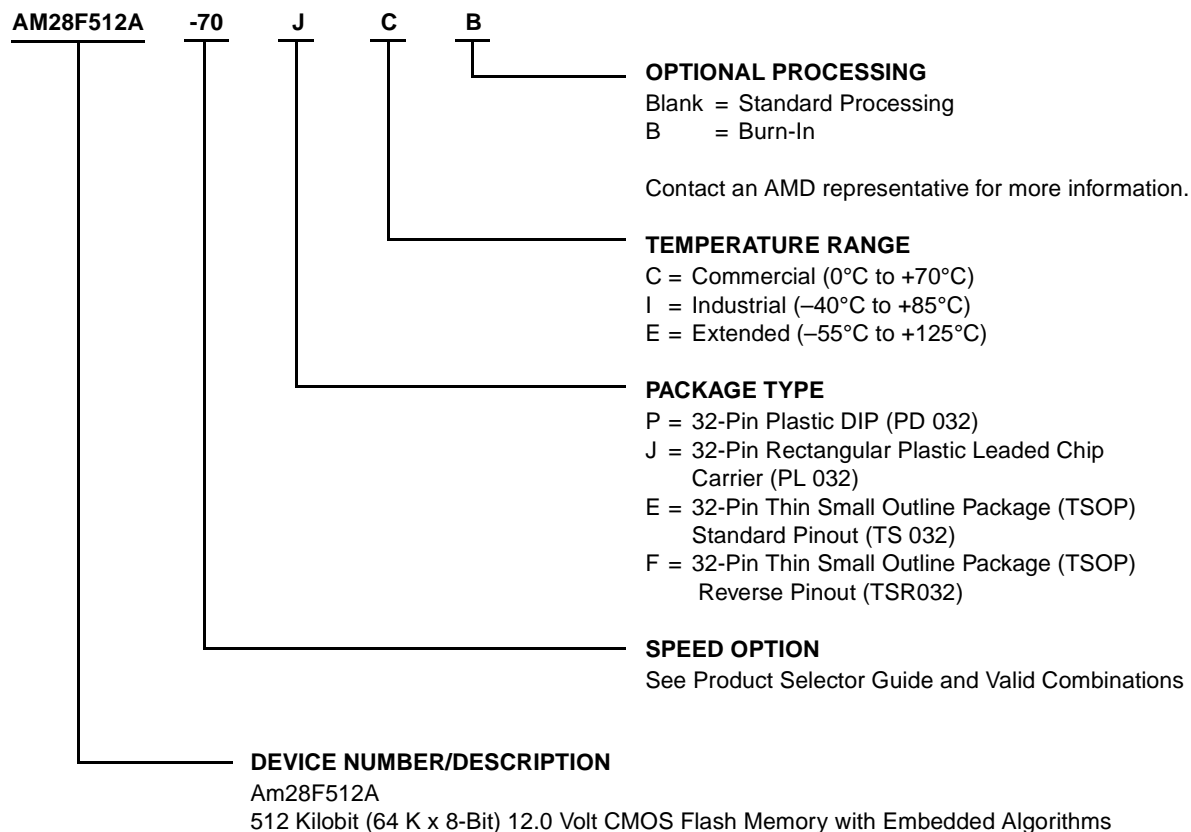 AM28F512A -70 J C B
OPTIONAL PROCESSING
Blank = Standard Processing
B = Burn-In
Contact an AMD representative for more information.
TEMPERATURE RANGE
C = Commercial (0°C to +70°C)
I = Industrial (–40°C to +85°C)
E = Extended (–55°C to +125°C)
PACKAGE TYPE
P = 32-Pin Plastic DIP (PD 032)
J = 32-Pin Rectangular Plastic Leaded Chip
Carrier (PL 032)
E = 32-Pin Thin Small Outline Package (TSOP)
Standard Pinout (TS 032)
F = 32-Pin Thin Small Outline Package (TSOP)
Reverse Pinout (TSR032)
SPEED OPTION
See Product Selector Guide and Valid Combinations
DEVICE NUMBER/DESCRIPTION
Am28F512A
512 Kilobit (64 K x 8-Bit) 12.0 Volt CMOS Flash Memory with Embedded Algorithms